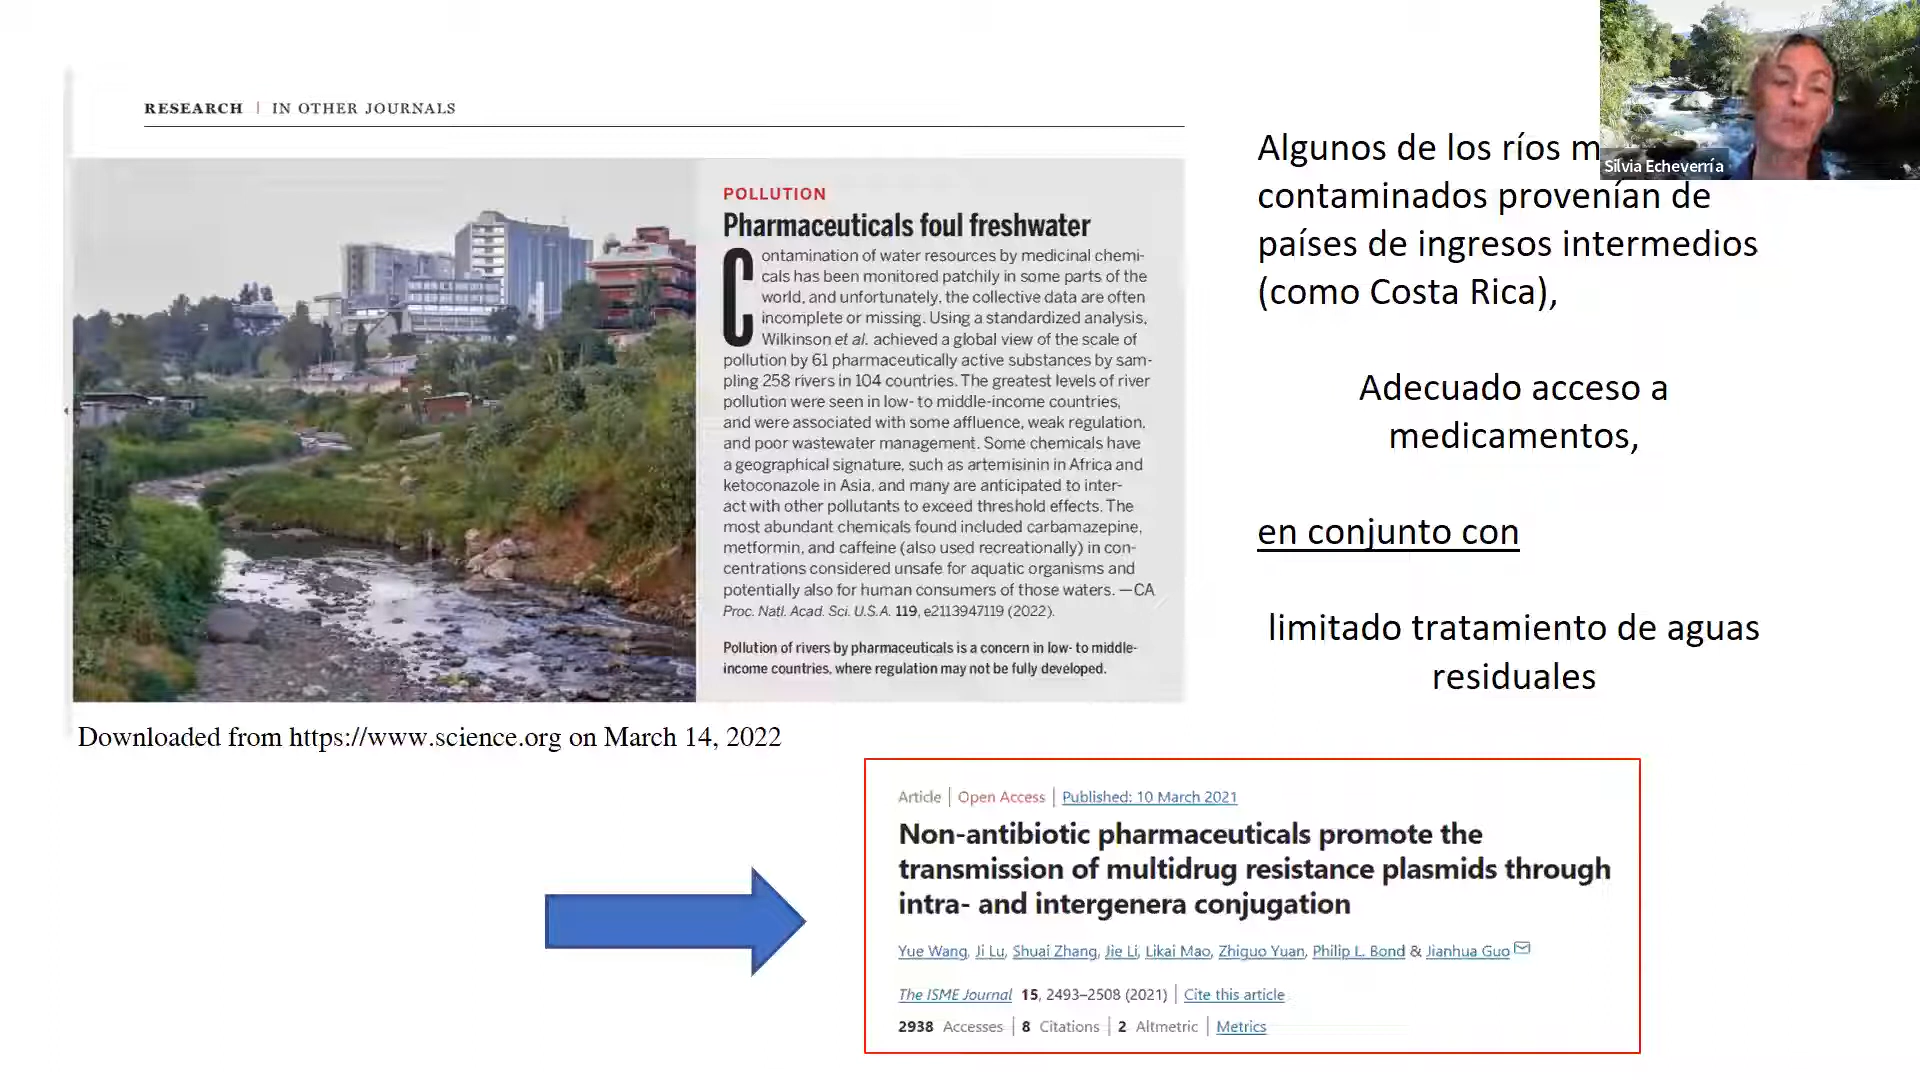 RESEARCH | IN OTHER JOURNALS
POLLUTION
Pharmaceuticals foul freshwater
Contamination of water resources by medicinal chemi-
cals has been monitored patchily in some parts of the
world, and unfortunately, the collective data are often
incomplete or missing. Using a standardized analysis,
Wilkinson et al. achieved a global view of the scale of
pollution by 61 pharmaceutically active substances by sam-
pling 258 rivers in 104 countries. The greatest levels of river
pollution were seen in low- to middle-income countries,
and were associated with some affluence, weak regulation,
and poor wastewater management. Some chemicals have
a geographical signature, such as artemisinin in Africa and
ketoconazole in Asia, and many are anticipated to inter-
act with other pollutants to exceed threshold effects. The
most abundant chemicals found included carbamazepine,
metformin, and caffeine (also used recreationally) in con-
centrations considered unsafe for aquatic organisms and
potentially also for human consumers of those waters. —CA
Proc. Natl. Acad. Sci. U.S.A. 119, e2113947119 (2022).
Pollution of rivers by pharmaceuticals is a concern in low- to middle-
income countries, where regulation may not be fully developed.
Downloaded from https://www.science.org on March 14, 2022
Algunos de los ríos
contaminados provenían de
países de ingresos intermedios
(como Costa Rica),
Adecuado acceso a
medicamentos,
en conjunto con
limitado tratamiento de aguas
residuales
Silvia Echeverría
Article | Open Access | Published: 10 March 2021
Non-antibiotic pharmaceuticals promote the
transmission of multidrug resistance plasmids through
intra- and intergenera conjugation
Yue Wang, Ji Lu, Shuai Zhang, Jie Li, Likai Mao, Zhiguo Yuan, Philip L. Bond & Jianhua Guo
The ISME Journal 15, 2493–2508 (2021) | Cite this article
2938 Accesses | 8 Citations | 2 Altmetric | Metrics